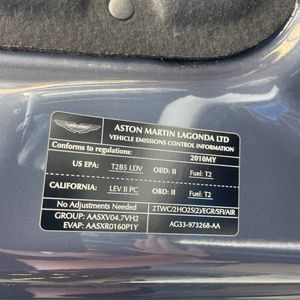 ASTON MARTIN LAGONDA LTD
VEHICLE EMISSIONS CONTROL INFORMATION
Conforms to regulations: 2010MY
US EPA: T2B5 LDV OBD: II Fuel: T2
CALIFORNIA: LEV II PC OBD: II Fuel: T2
No Adjustments Needed 2TWC/2HO2S(2)/EGR/SFI/AIR
GROUP: AASXV04.7VH2 AG33-973268-AA
EVAP: AASXR0160P1Y